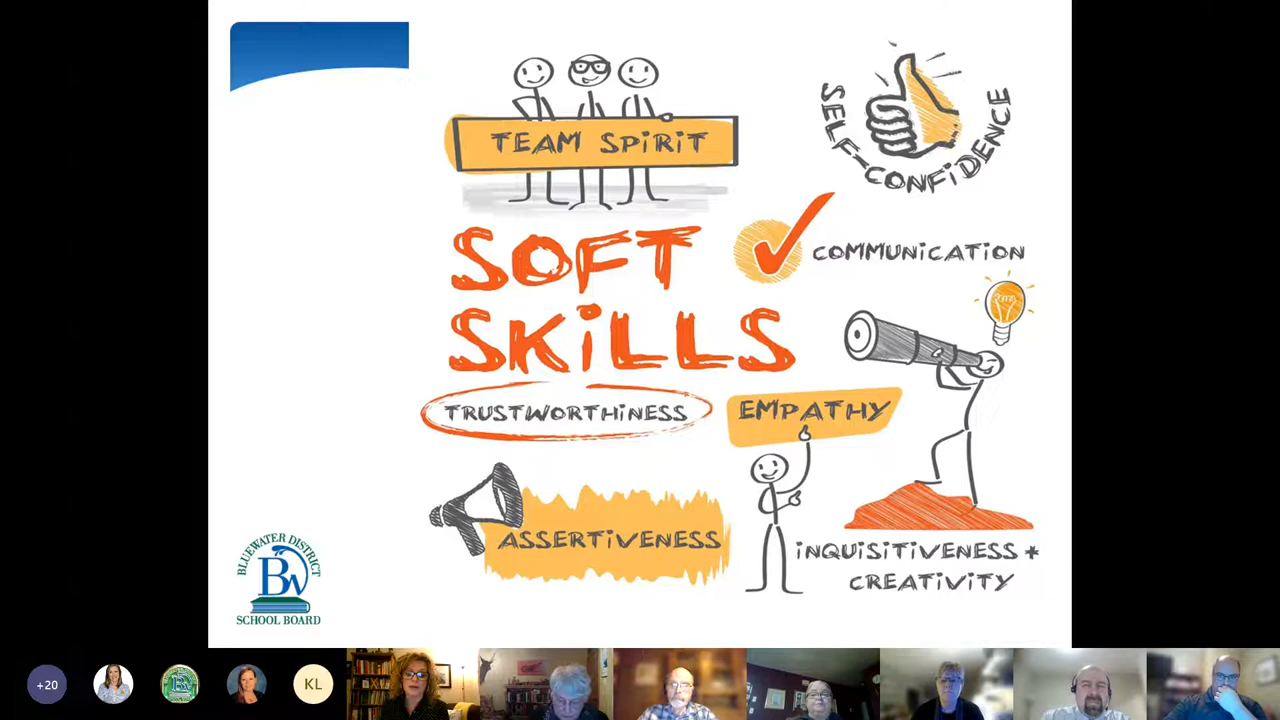 TEAM SPiRiT
SELF-CONFiDENCE
SOFT
SKiLLS
COMMUNiCATiON
TRUSTWORTHiNESS
EMPATHY
ASSERTiVENESS
iNQUiSiTiVENESS +
CREATiViTY
BLUEWATER DISTRICT
BW
SCHOOL BOARD
+20
KL